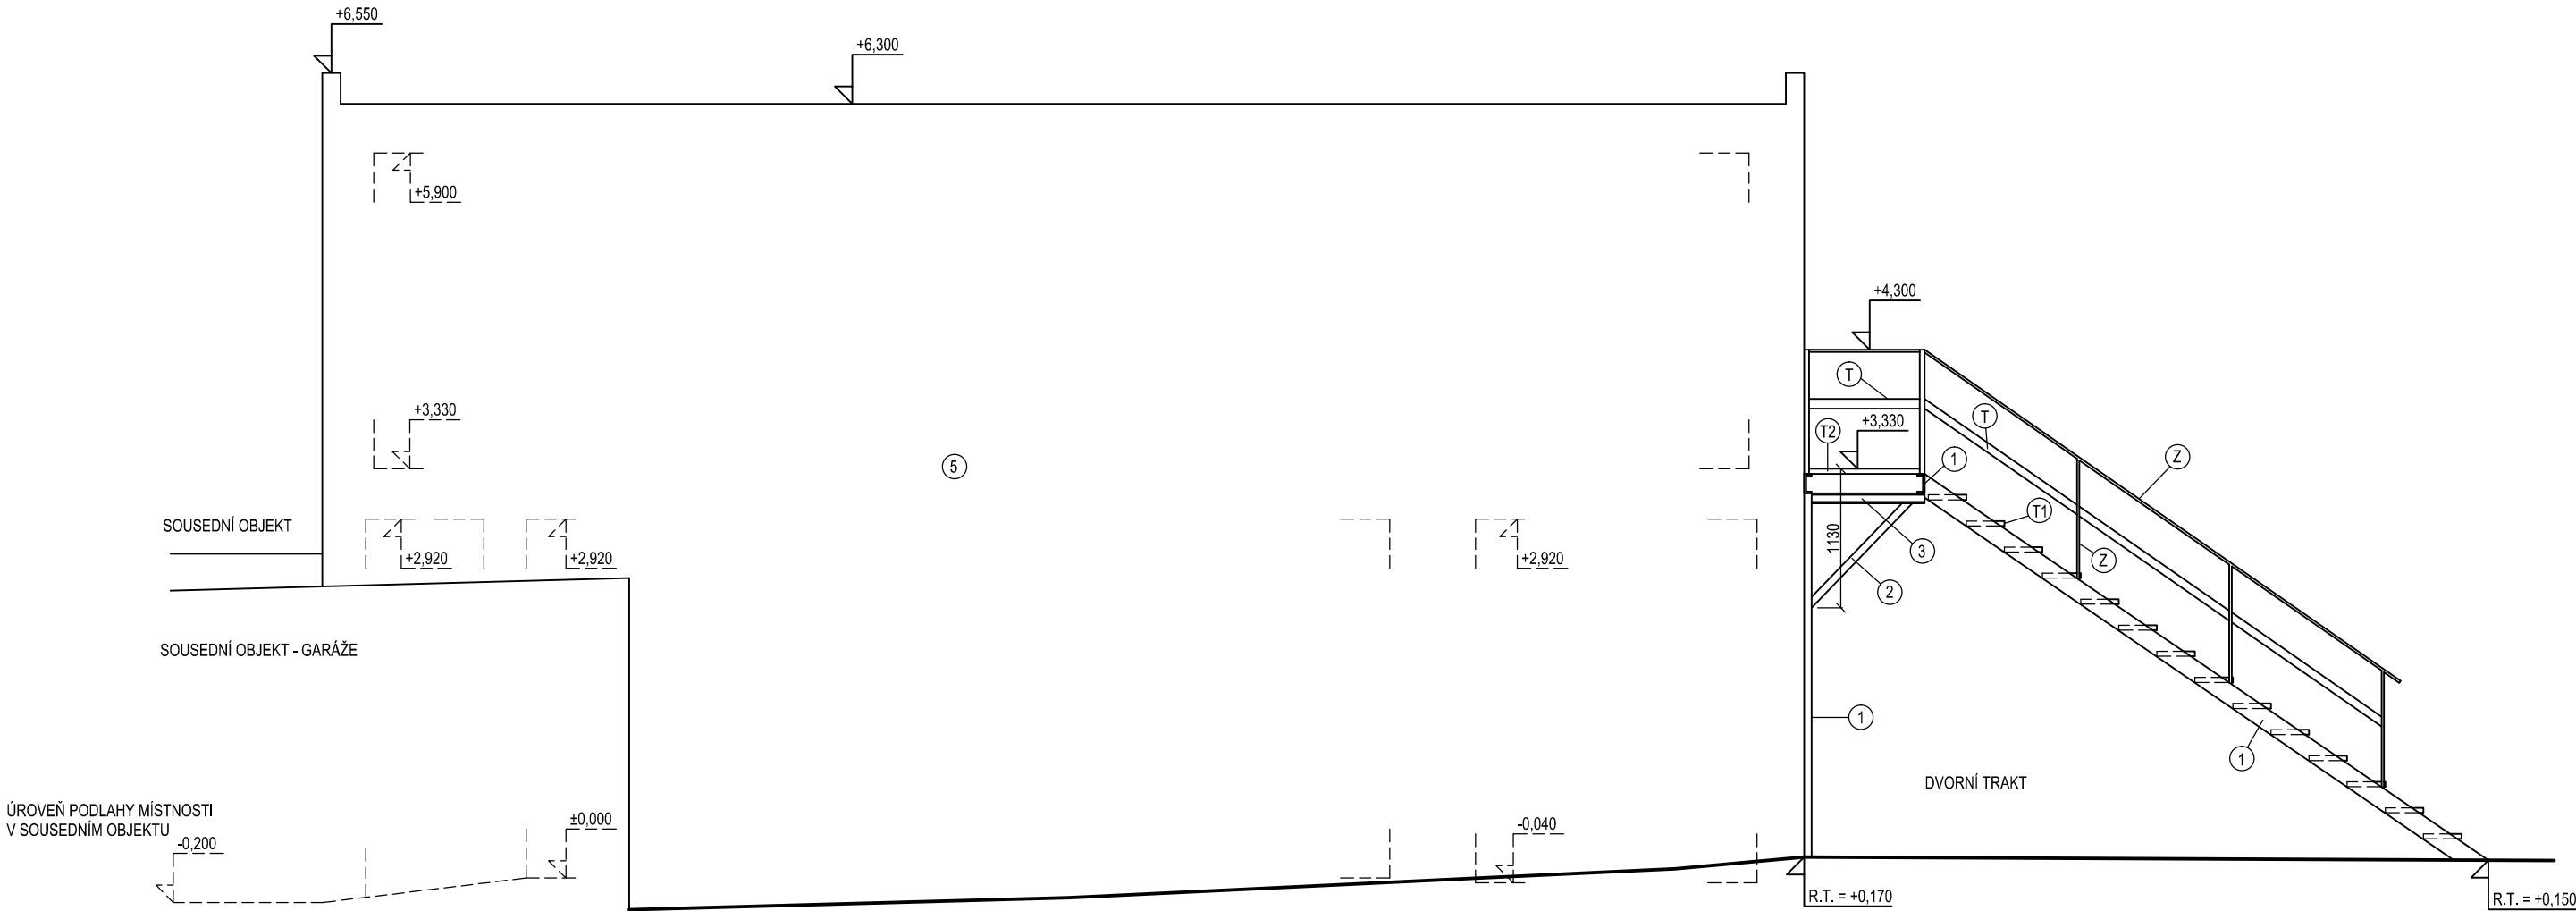 +6,550
+6,300
+5,900
+4,300
T
+3,330
T
T2
+3,330
Z
1
5
T1
SOUSEDNÍ OBJEKT
1130
+2,920
+2,920
+2,920
3
Z
2
SOUSEDNÍ OBJEKT - GARÁŽE
1
1
DVORNÍ TRAKT
ÚROVEŇ PODLAHY MÍSTNOSTI
V SOUSEDNÍM OBJEKTU
±0,000
-0,040
-0,200
R.T. = +0,170
R.T. = +0,150